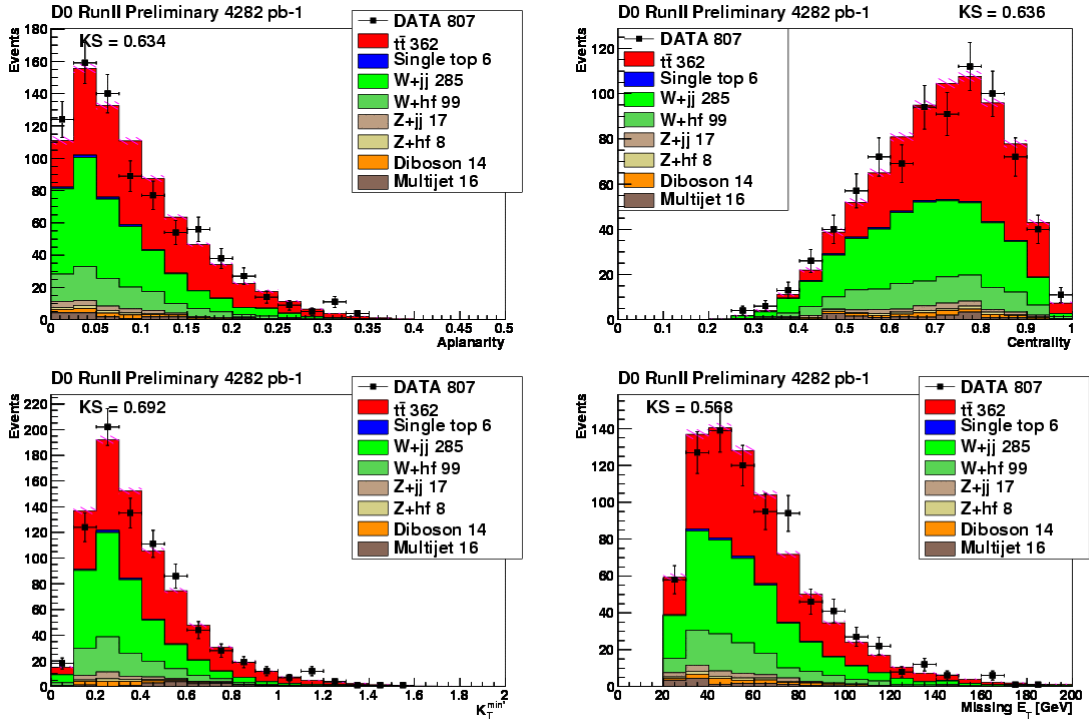 D0 RunII Preliminary 4282 pb-1
KS = 0.634
Events
180
160
140
120
100
80
60
40
20
0
0 0.05 0.1 0.15 0.2 0.25 0.3 0.35 0.4 0.45 0.5
Aplanarity
DATA 807
tt̄ 362
Single top 6
W+jj 285
W+hf 99
Z+jj 17
Z+hf 8
Diboson 14
Multijet 16
D0 RunII Preliminary 4282 pb-1
KS = 0.636
Events
120
100
80
60
40
20
0
0 0.1 0.2 0.3 0.4 0.5 0.6 0.7 0.8 0.9 1
Centrality
DATA 807
tt̄ 362
Single top 6
W+jj 285
W+hf 99
Z+jj 17
Z+hf 8
Diboson 14
Multijet 16
D0 RunII Preliminary 4282 pb-1
KS = 0.692
Events
220
200
180
160
140
120
100
80
60
40
20
0
0 0.2 0.4 0.6 0.8 1 1.2 1.4 1.6 1.8 2
K_T^min'
DATA 807
tt̄ 362
Single top 6
W+jj 285
W+hf 99
Z+jj 17
Z+hf 8
Diboson 14
Multijet 16
D0 RunII Preliminary 4282 pb-1
KS = 0.568
Events
140
120
100
80
60
40
20
0
0 20 40 60 80 100 120 140 160 180 200
Missing E_T [GeV]
DATA 807
tt̄ 362
Single top 6
W+jj 285
W+hf 99
Z+jj 17
Z+hf 8
Diboson 14
Multijet 16